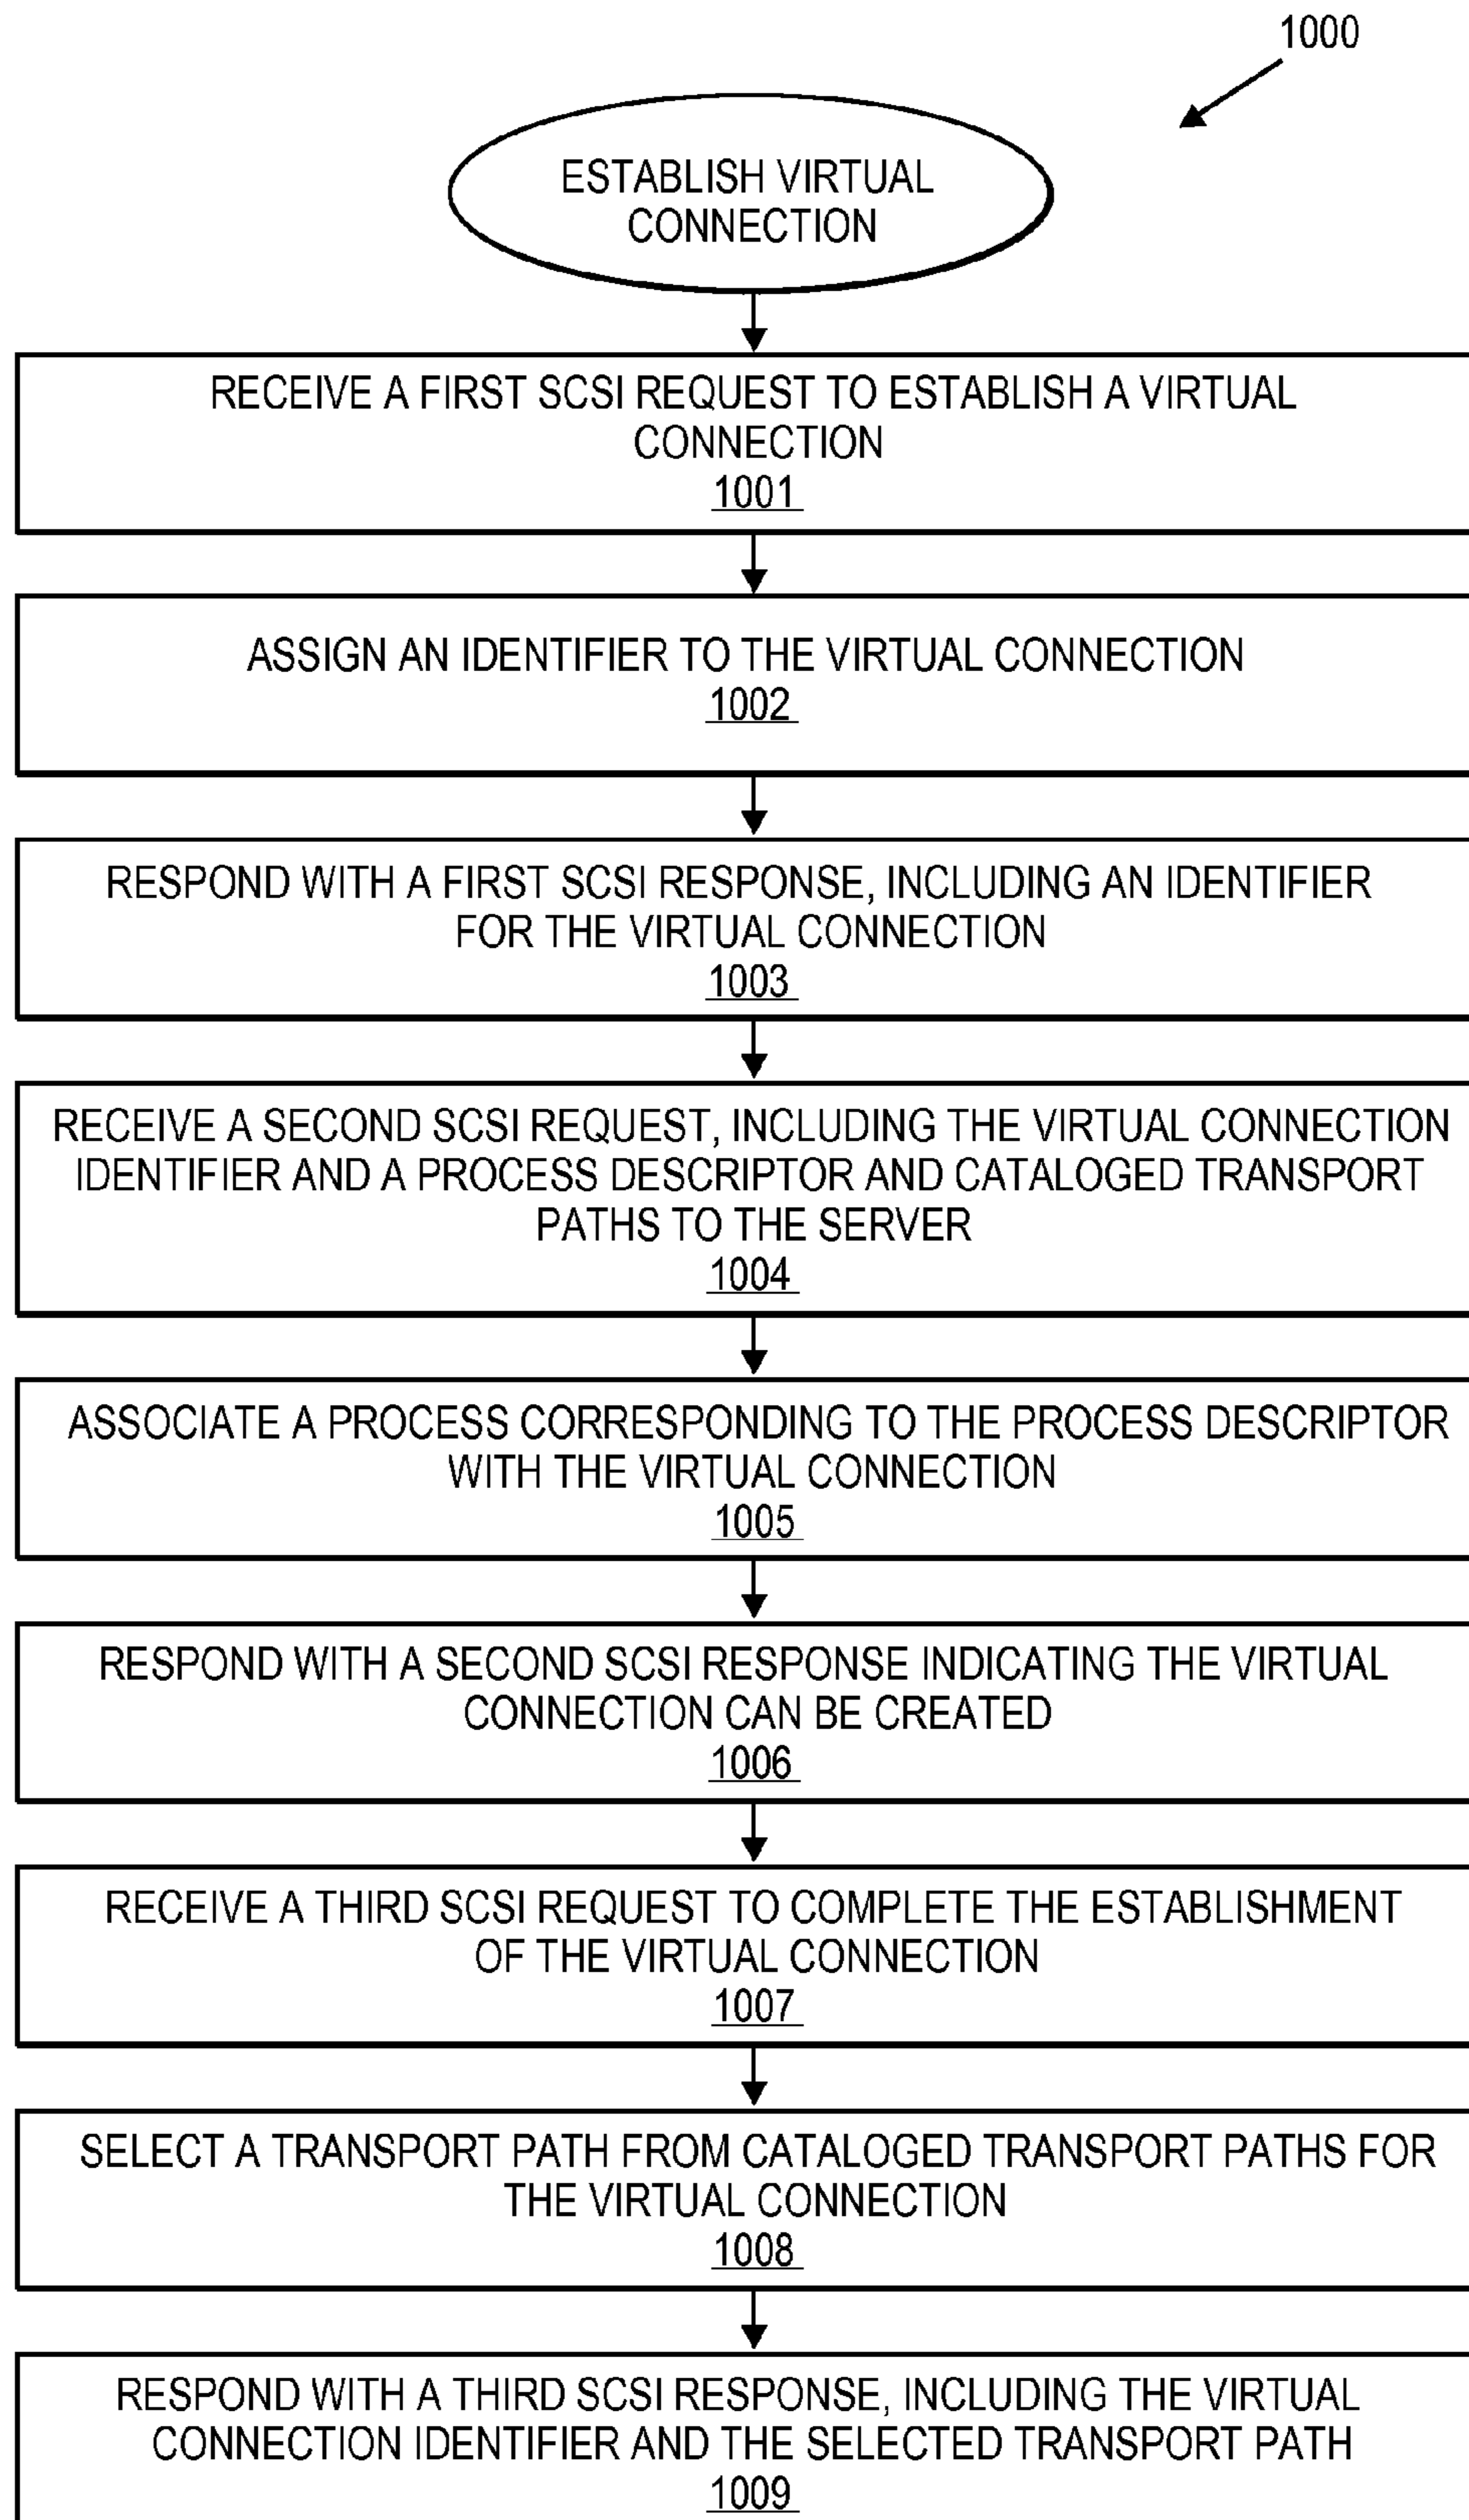 1000
ESTABLISH VIRTUAL
CONNECTION
RECEIVE A FIRST SCSI REQUEST TO ESTABLISH A VIRTUAL
CONNECTION
1001
ASSIGN AN IDENTIFIER TO THE VIRTUAL CONNECTION
1002
RESPOND WITH A FIRST SCSI RESPONSE, INCLUDING AN IDENTIFIER
FOR THE VIRTUAL CONNECTION
1003
RECEIVE A SECOND SCSI REQUEST, INCLUDING THE VIRTUAL CONNECTION
IDENTIFIER AND A PROCESS DESCRIPTOR AND CATALOGED TRANSPORT
PATHS TO THE SERVER
1004
ASSOCIATE A PROCESS CORRESPONDING TO THE PROCESS DESCRIPTOR
WITH THE VIRTUAL CONNECTION
1005
RESPOND WITH A SECOND SCSI RESPONSE INDICATING THE VIRTUAL
CONNECTION CAN BE CREATED
1006
RECEIVE A THIRD SCSI REQUEST TO COMPLETE THE ESTABLISHMENT
OF THE VIRTUAL CONNECTION
1007
SELECT A TRANSPORT PATH FROM CATALOGED TRANSPORT PATHS FOR
THE VIRTUAL CONNECTION
1008
RESPOND WITH A THIRD SCSI RESPONSE, INCLUDING THE VIRTUAL
CONNECTION IDENTIFIER AND THE SELECTED TRANSPORT PATH
1009